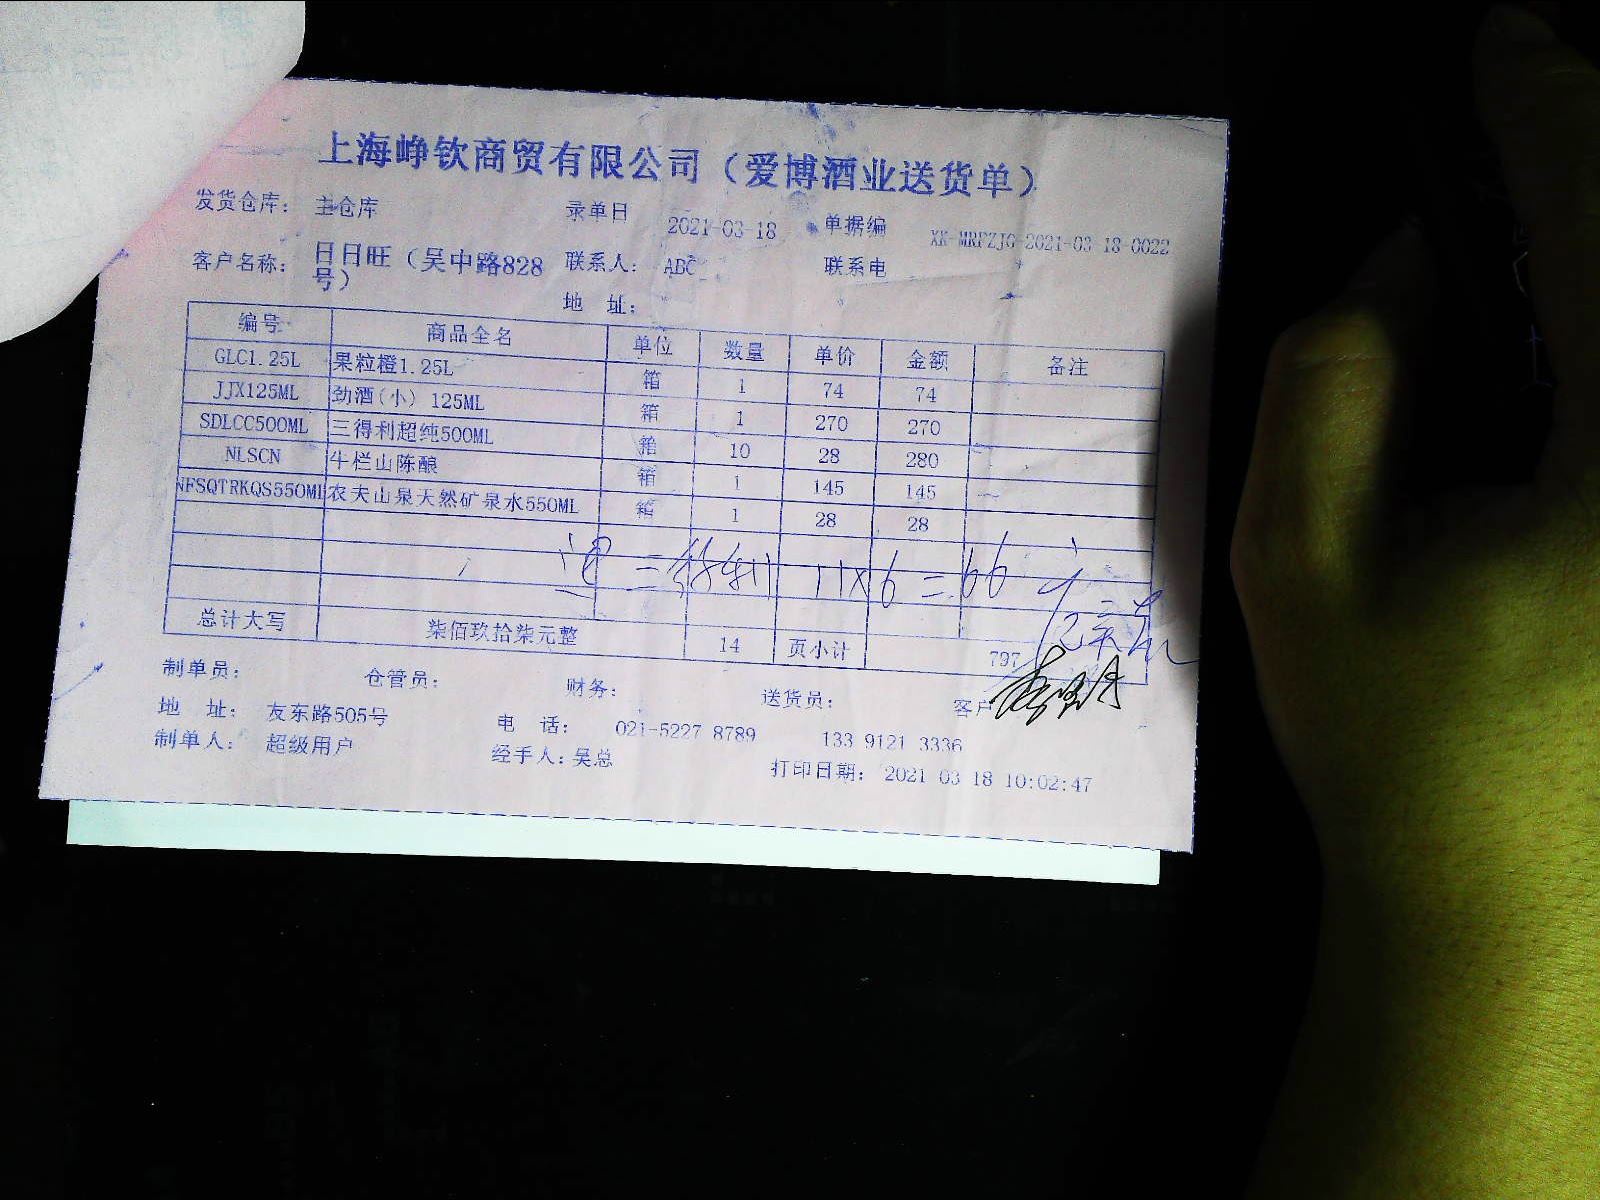 上海峥钦商贸有限公司（爱博酒业送货单）
发货仓库： 主仓库 录单日 2021-03-18 单据编 XK-MRFZJG-2021-03-18-0022
客户名称： 日日旺（吴中路828号） 联系人： ABC 联系电
地 址：
编号 商品全名 单位 数量 单价 金额 备注
GLC1.25L 果粒橙1.25L 箱 1 74 74
JJX125ML 劲酒(小) 125ML 箱 1 270 270
SDLCC500ML 三得利超纯500ML 箱 10 28 280
NLSCN 牛栏山陈酿 箱 1 145 145
NFSQTRKQS550ML 农夫山泉天然矿泉水550ML 箱 1 28 28
11×6=66
总计大写 柒佰玖拾柒元整 14 页小计 797
制单员： 仓管员： 财务： 送货员： 客户
地 址： 友东路505号 电 话： 021-5227 8789 133 9121 3336
制单人： 超级用户 经手人：吴总 打印日期： 2021 03 18 10:02:47